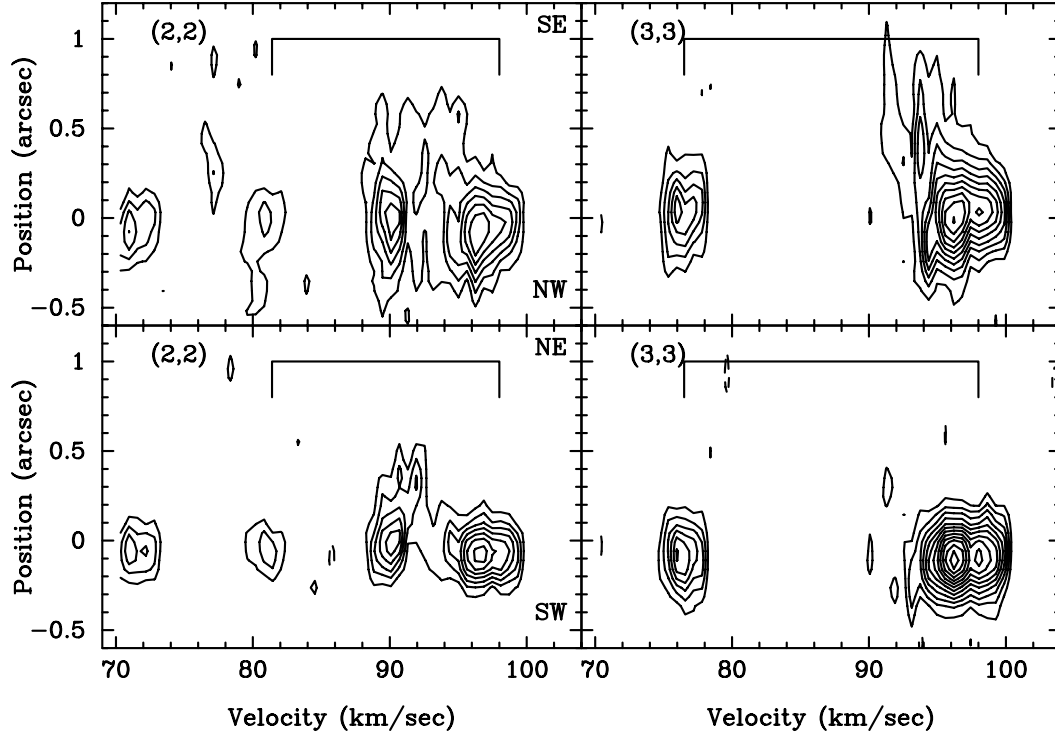 (2,2) SE (3,3)
1
0.5
0
−0.5
Position (arcsec)
NW
(2,2) NE (3,3)
1
0.5
0
−0.5
Position (arcsec)
SW
70 80 90 100 70 80 90 100
Velocity (km/sec) Velocity (km/sec)